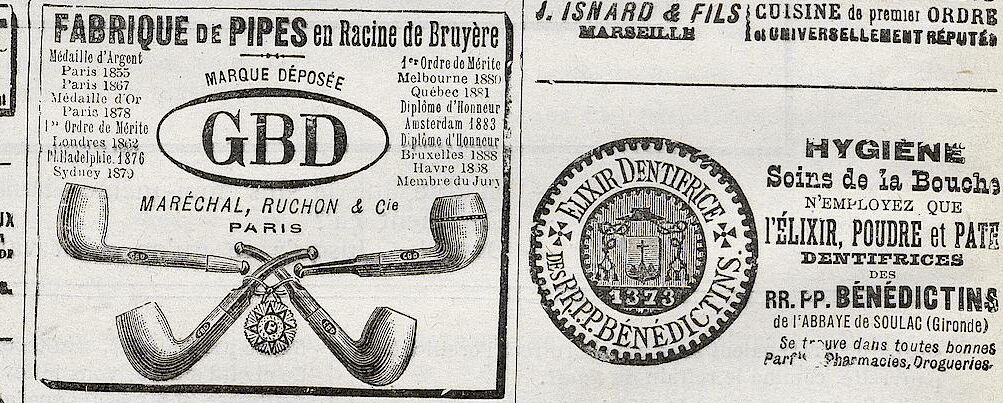 FABRIQUE DE PIPES en Racine de Bruyère
Médaille d'Argent
Paris 1855
Paris 1867
Médaille d'Or
Paris 1878
1er Ordre de Mérite
Londres 1862
Philadelphie 1876
Sydney 1879
MARQUE DÉPOSÉE
GBD
1er Ordre de Mérite
Melbourne 1880
Québec 1881
Diplôme d'Honneur
Amsterdam 1883
Diplôme d'Honneur
Bruxelles 1888
Havre 1868
Membre du Jury
MARÉCHAL, RUCHON & Cie
PARIS
GBD
GBD
J. ISNARD & FILS
MARSEILLE
CUISINE de premier ORDRE
et UNIVERSELLEMENT RÉPUTÉS
ELIXIR DENTIFRICE
DES R.R.P.P. BÉNÉDICTINS.
1373
HYGIÈNE
Soins de la Bouche
N'EMPLOYEZ QUE
l'ÉLIXIR, POUDRE et PATE
DENTIFRICES
DES
RR. PP. BÉNÉDICTINS
de l'ABBAYE de SOULAC (Gironde)
Se trouve dans toutes bonnes
Parfies Pharmacies, Drogueries.